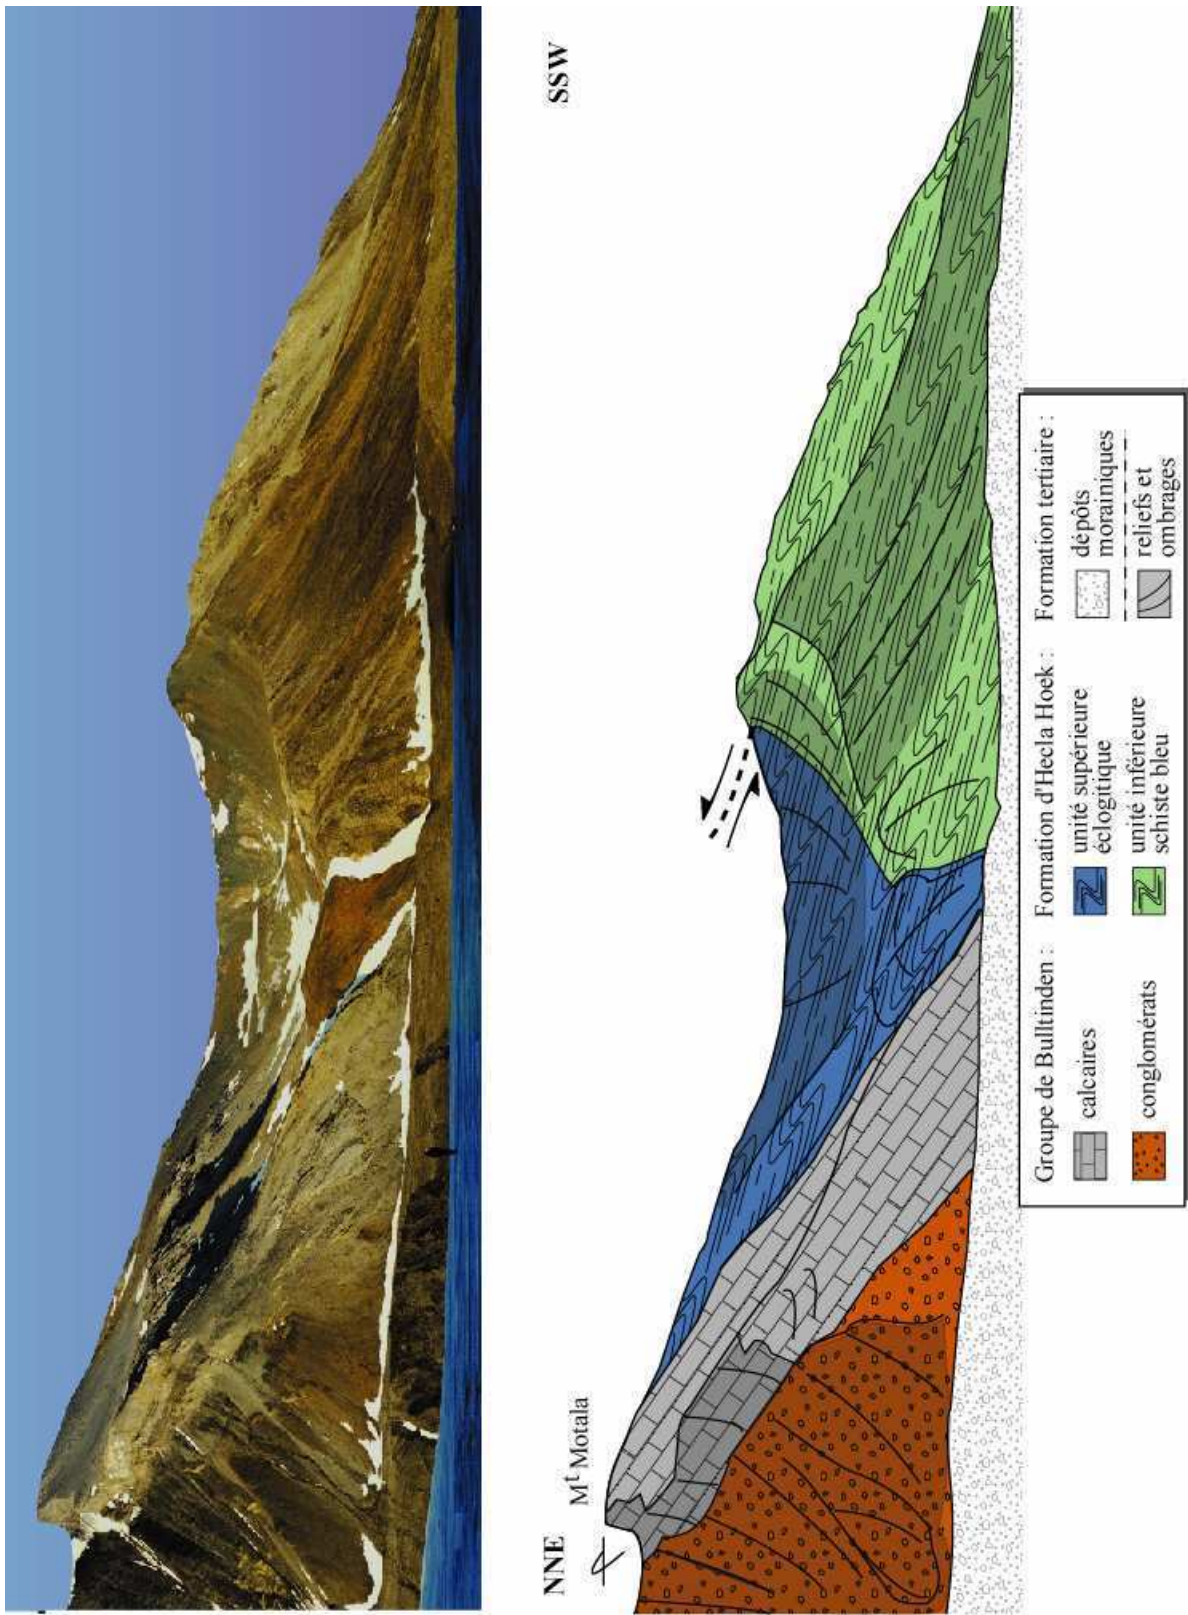 NNE
SSW
Mt Motala
Groupe de Bulltinden :
calcaires
conglomérats
Formation d'Hecla Hoek :
unité supérieure
éclogitique
unité inférieure
schiste bleu
Formation tertiaire :
dépôts
morainiques
reliefs et
ombrages